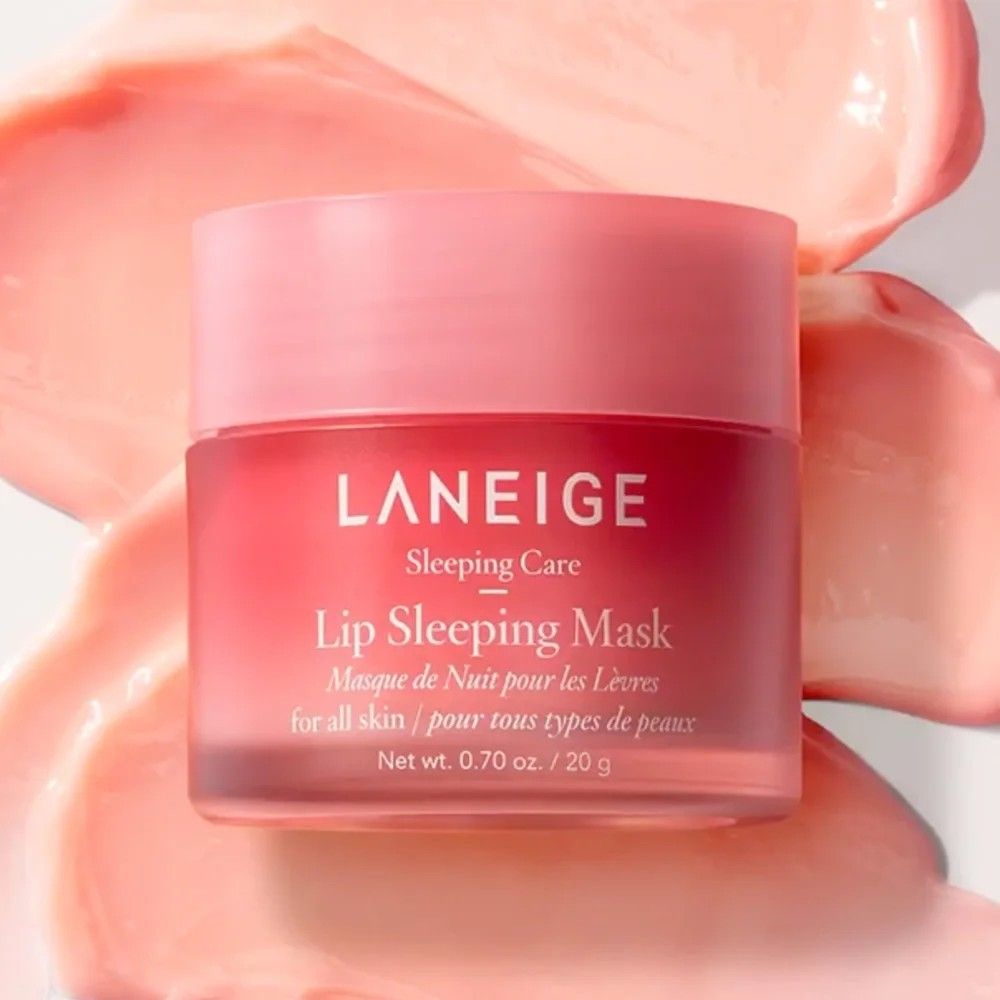 LANEIGE
Sleeping Care
Lip Sleeping Mask
Masque de Nuit pour les Lèvres
for all skin / pour tous types de peaux
Net wt. 0.70 oz. / 20 g